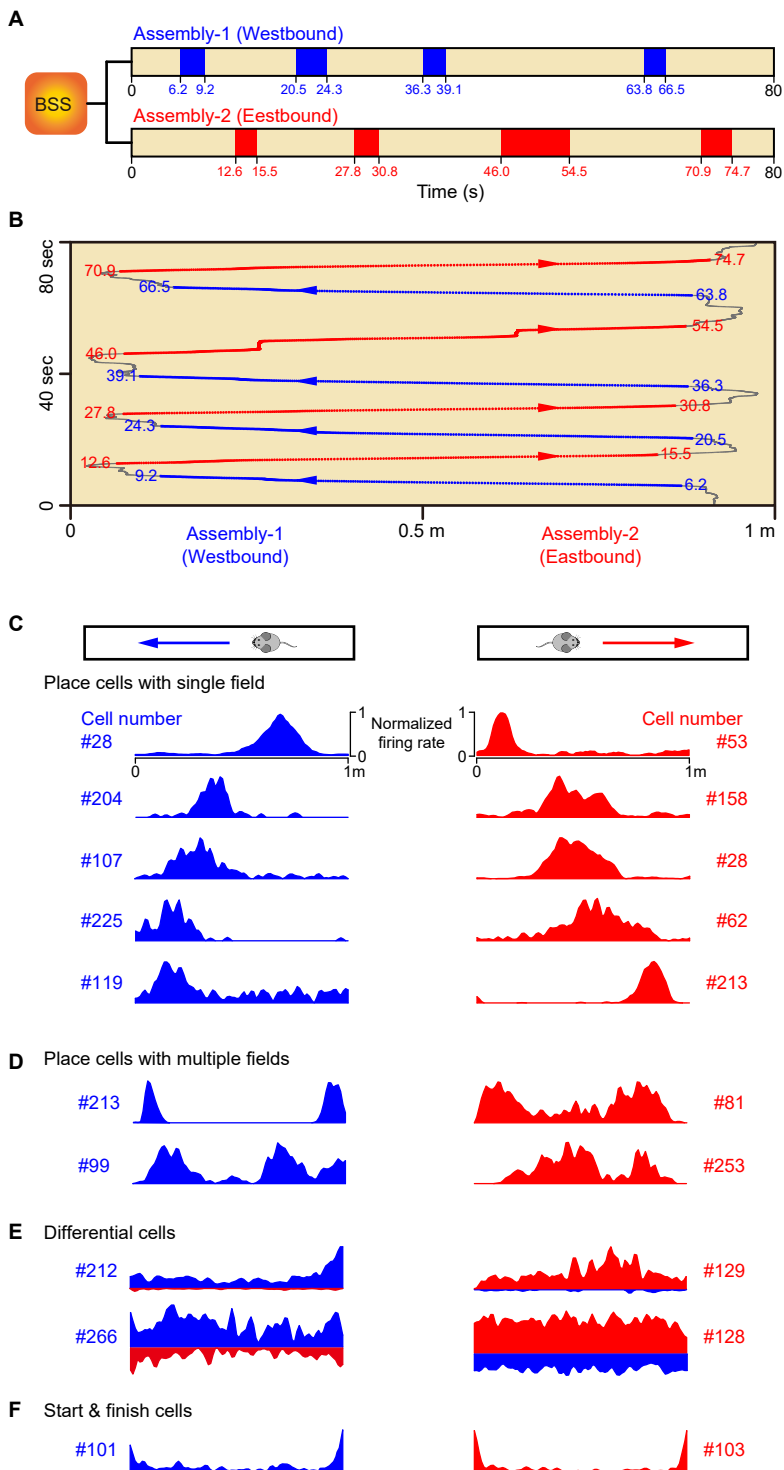 A
Assembly-1 (Westbound)
BSS
0 6.2 9.2 20.5 24.3 36.3 39.1 63.8 66.5 80
Assembly-2 (Eestbound)
0 12.6 15.5 27.8 30.8 46.0 54.5 70.9 74.7 80
Time (s)
B
80 sec
40 sec
0
70.9 74.7
66.5 63.8
54.5
46.0
39.1 36.3
27.8 30.8
24.3 20.5
12.6 15.5
9.2 6.2
0 0.5 m 1 m
Assembly-1 Assembly-2
(Westbound) (Eastbound)
C
Place cells with single field
Cell number 1 Normalized 1 Cell number
#28 0 firing rate 0 #53
0 1m 0 1m
#204 #158
#107 #28
#225 #62
#119 #213
D Place cells with multiple fields
#213 #81
#99 #253
E Differential cells
#212 #129
#266 #128
F Start & finish cells
#101 #103